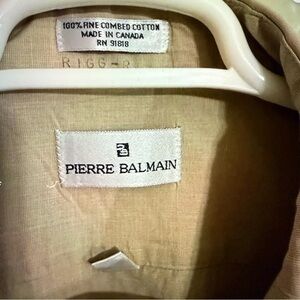 100% FINE COMBED COTTON
MADE IN CANADA
RN 91818
PIERRE BALMAIN